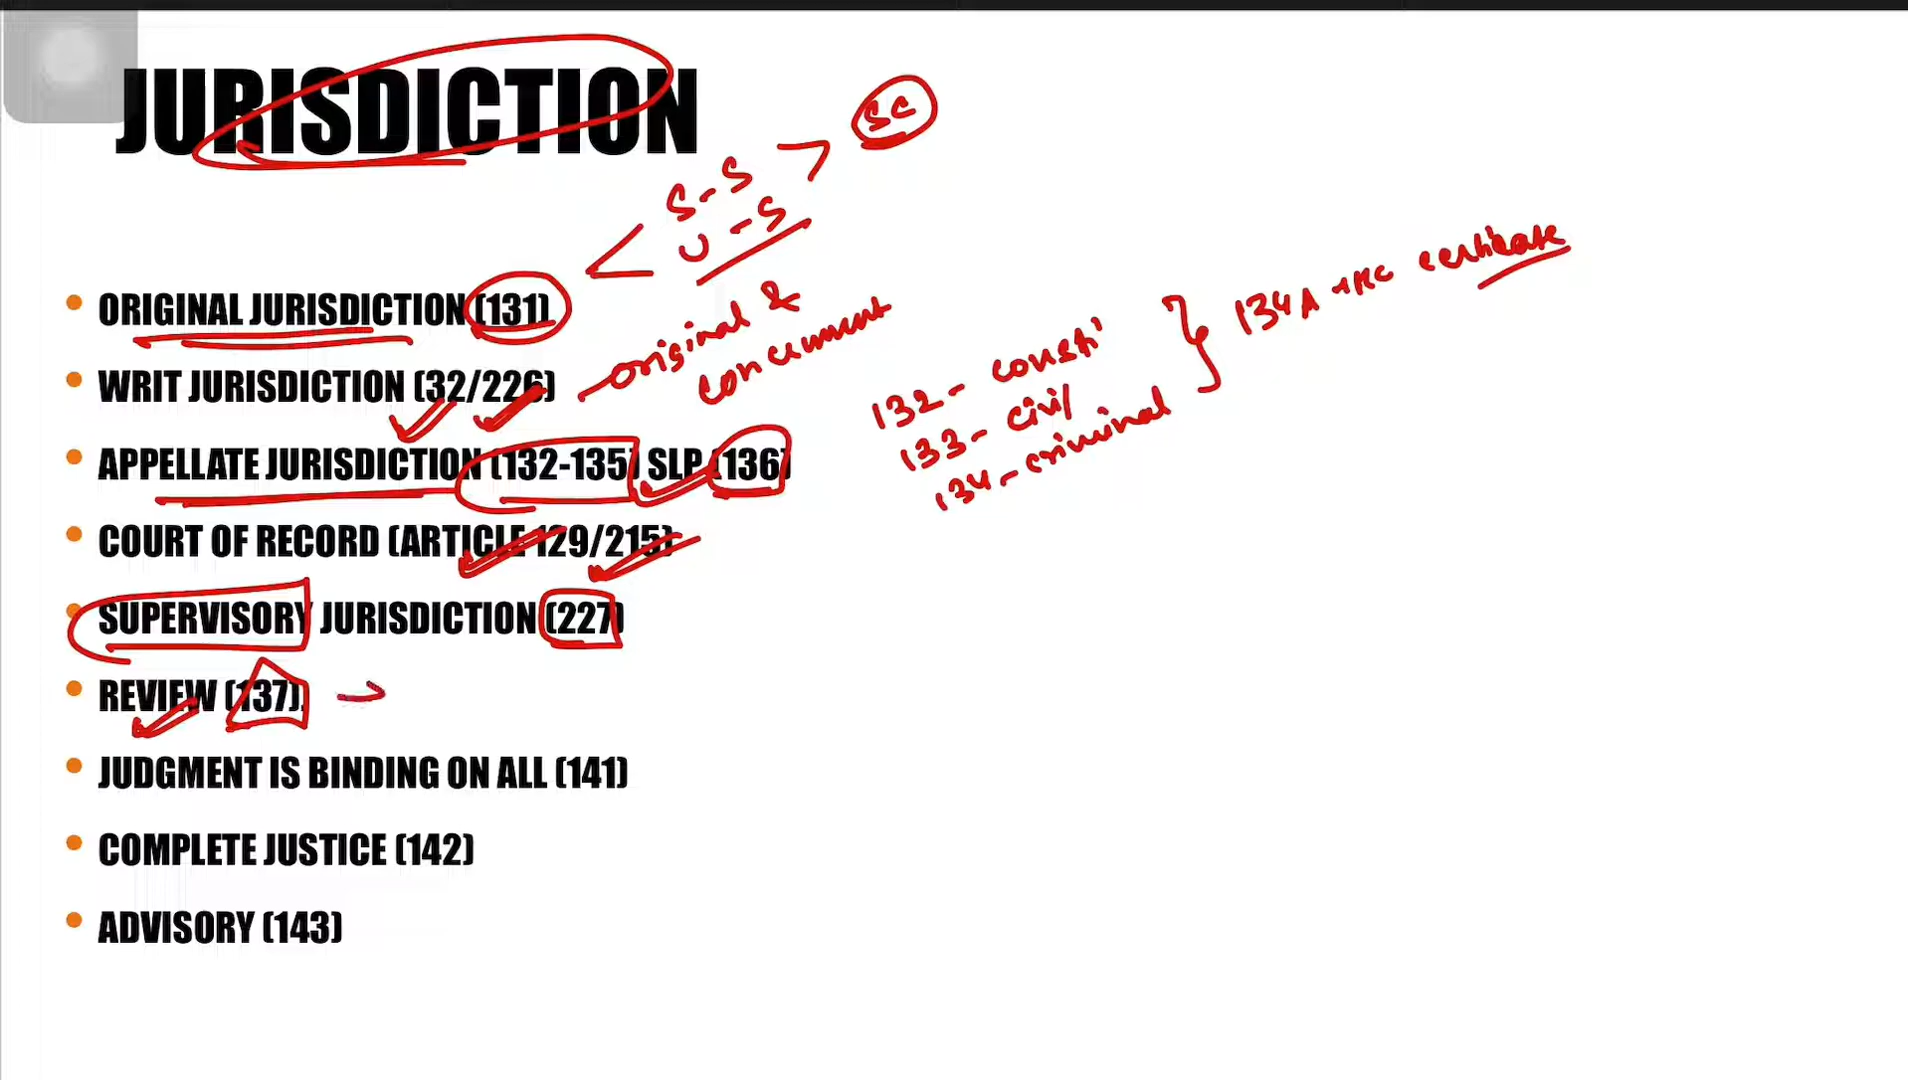 JURISDICTION
SC
S-S
U-S
• ORIGINAL JURISDICTION (131)
original &
concurrent
• WRIT JURISDICTION (32/226)
132- consti'
133- civil
134- criminal
134A → HC certificate
• APPELLATE JURISDICTION (132-135) SLP (136)
• COURT OF RECORD (ARTICLE 129/215)
• SUPERVISORY JURISDICTION (227)
• REVIEW (137) →
• JUDGMENT IS BINDING ON ALL (141)
• COMPLETE JUSTICE (142)
• ADVISORY (143)